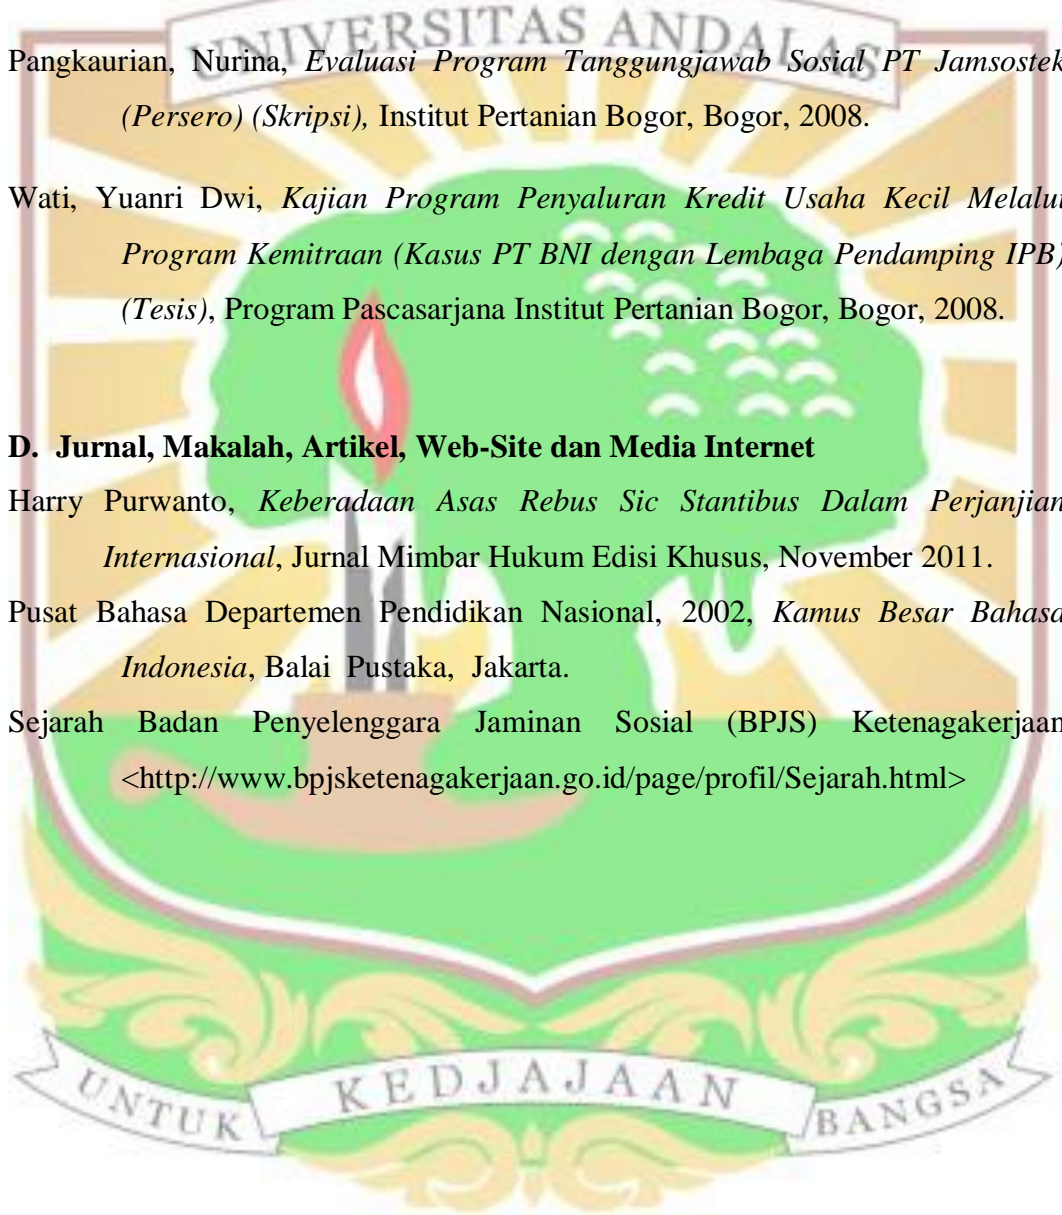 UNIVERSITAS ANDALAS
Pangkaurian, Nurina, Evaluasi Program Tanggungjawab Sosial PT Jamsostek
(Persero) (Skripsi), Institut Pertanian Bogor, Bogor, 2008.
Wati, Yuanri Dwi, Kajian Program Penyaluran Kredit Usaha Kecil Melalui
Program Kemitraan (Kasus PT BNI dengan Lembaga Pendamping IPB)
(Tesis), Program Pascasarjana Institut Pertanian Bogor, Bogor, 2008.
D. Jurnal, Makalah, Artikel, Web-Site dan Media Internet
Harry Purwanto, Keberadaan Asas Rebus Sic Stantibus Dalam Perjanjian
Internasional, Jurnal Mimbar Hukum Edisi Khusus, November 2011.
Pusat Bahasa Departemen Pendidikan Nasional, 2002, Kamus Besar Bahasa
Indonesia, Balai Pustaka, Jakarta.
Sejarah Badan Penyelenggara Jaminan Sosial (BPJS) Ketenagakerjaan
<http://www.bpjsketenagakerjaan.go.id/page/profil/Sejarah.html>
UNTUK KEDJAJAAN BANGSA